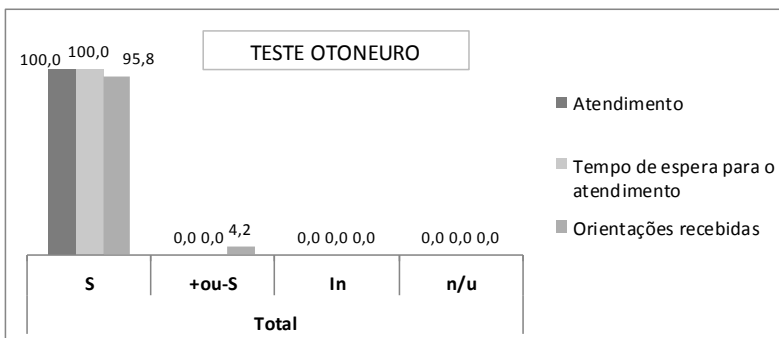 TESTE OTONEURO
100,0 100,0 95,8
0,0 0,0 4,2
0,0 0,0 0,0
0,0 0,0 0,0
S
+ou-S
In
n/u
Total
Atendimento
Tempo de espera para o
atendimento
Orientações recebidas